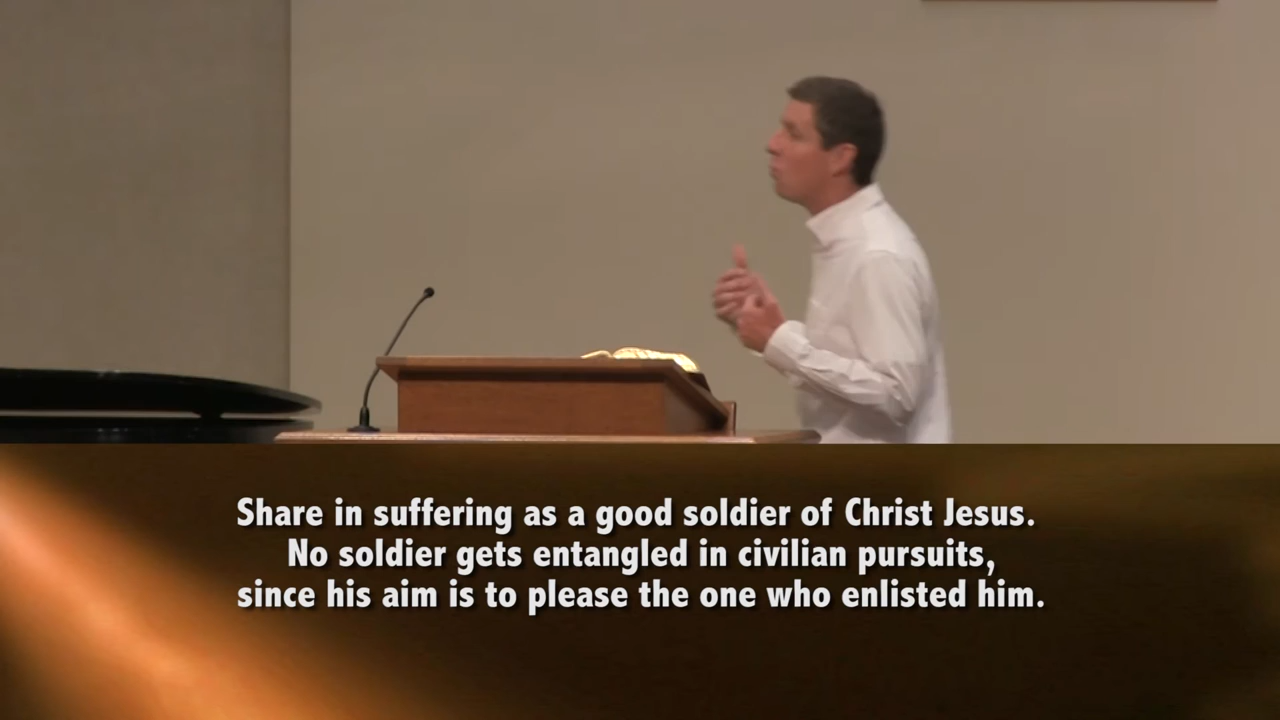 Share in suffering as a good soldier of Christ Jesus.
No soldier gets entangled in civilian pursuits,
since his aim is to please the one who enlisted him.